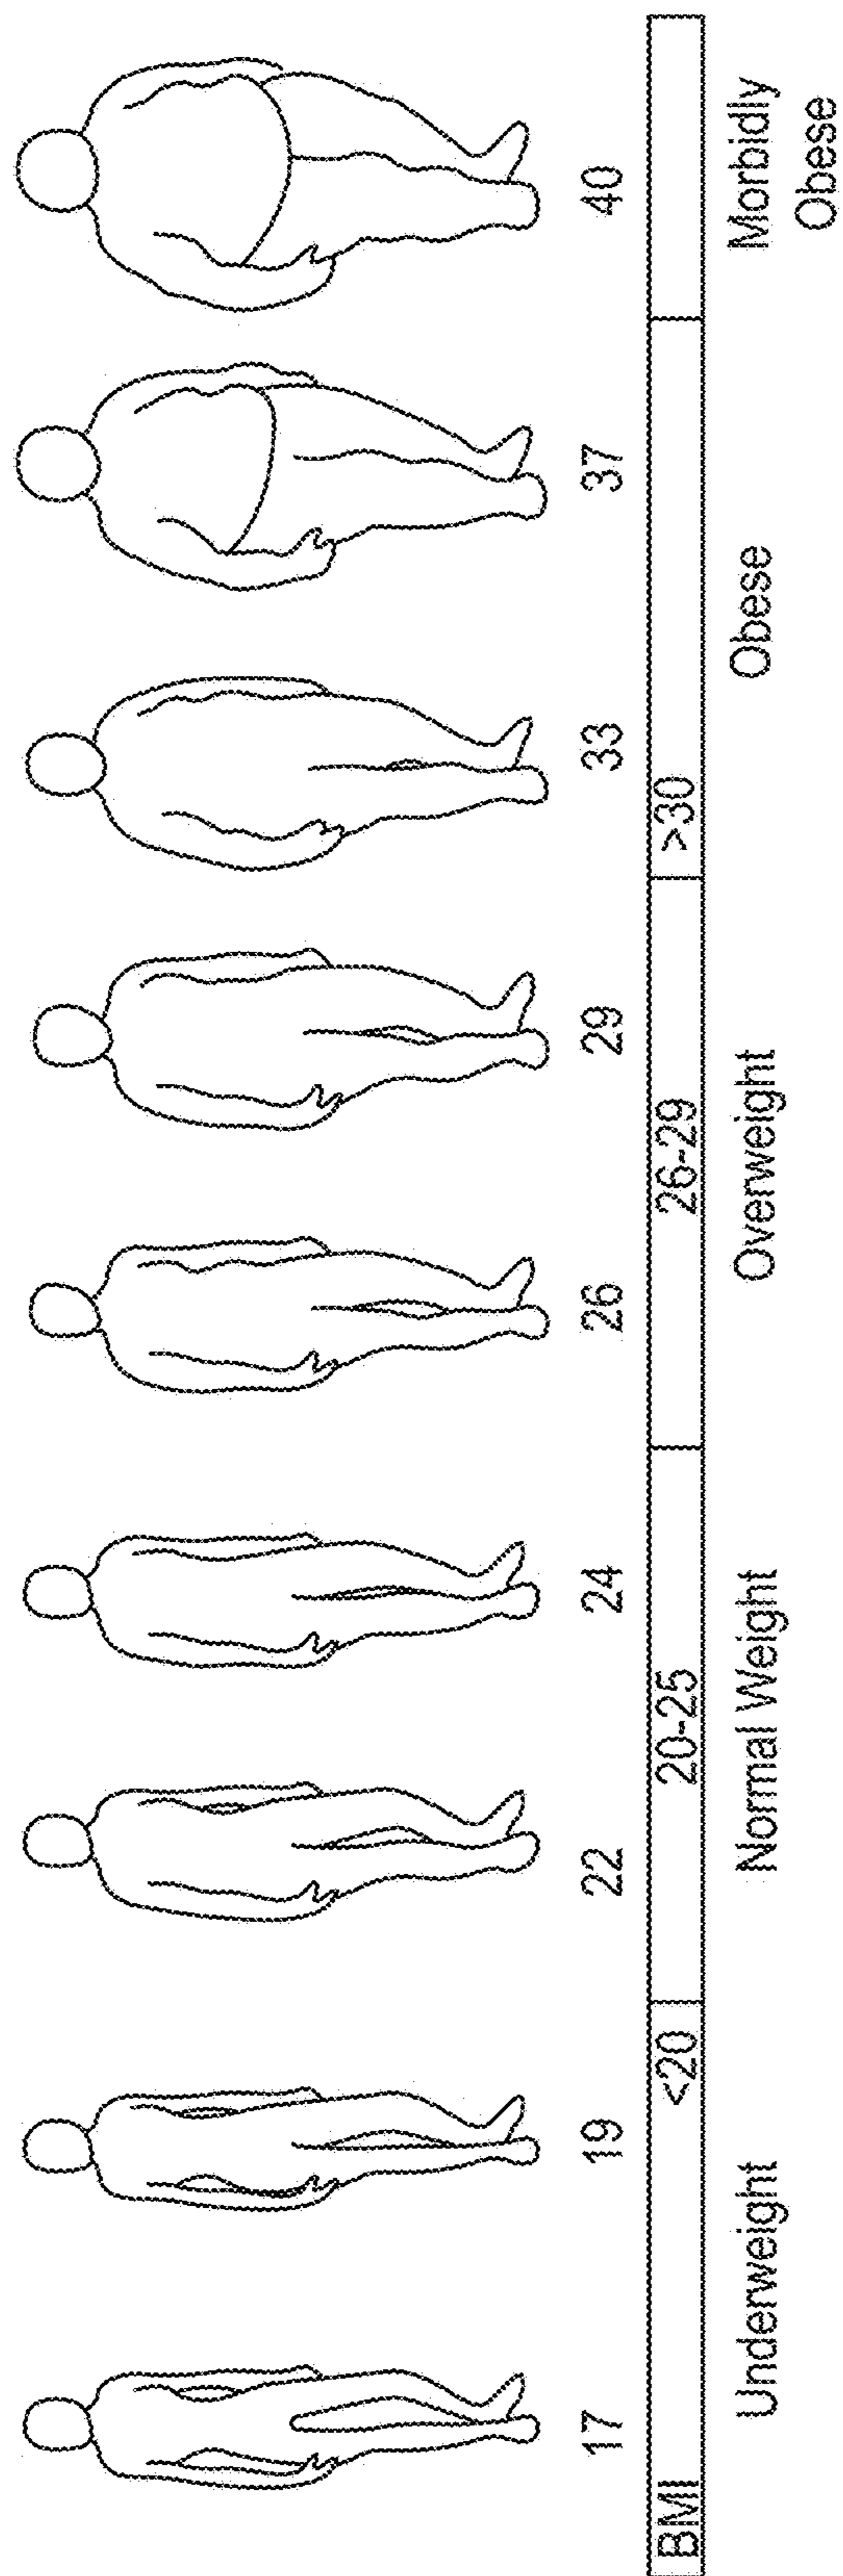 17 19 22 24 26 29 33 37 40
BMI <20 20-25 26-29 >30
Underweight Normal Weight Overweight Obese Morbidly
Obese